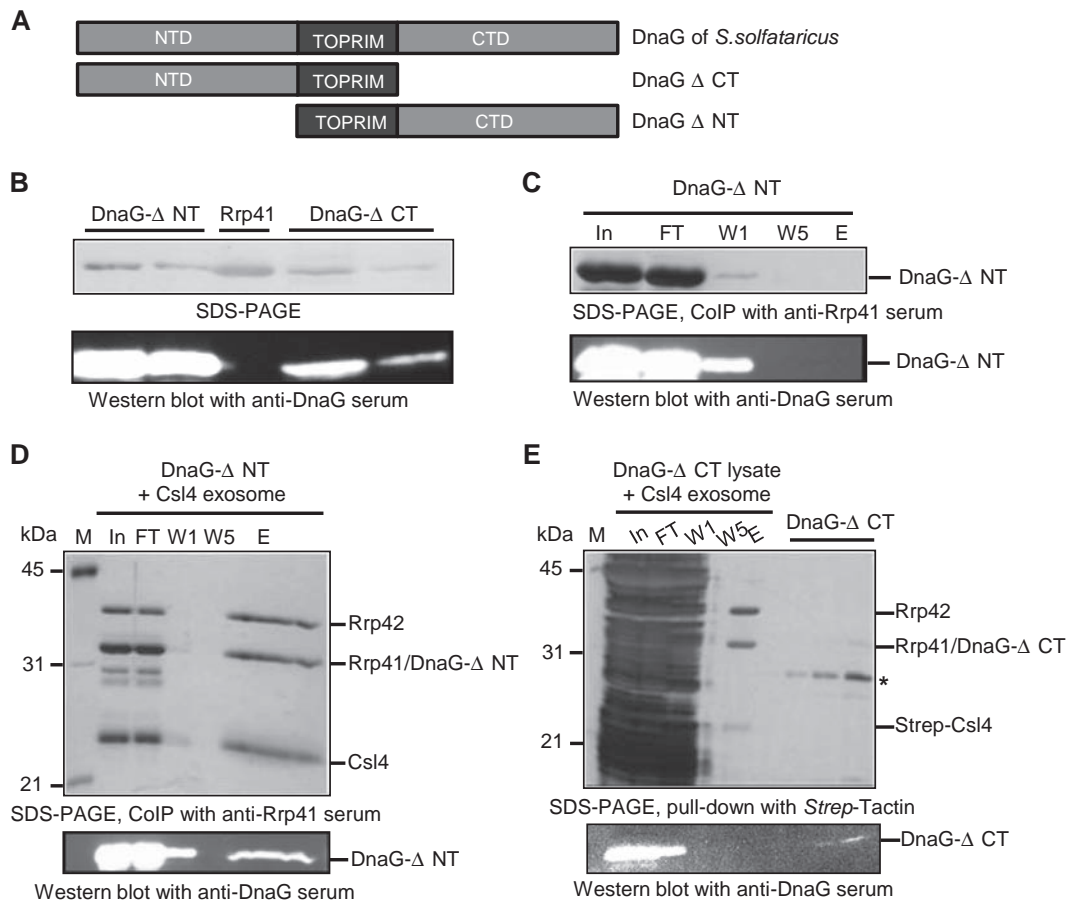 A
NTD TOPRIM CTD DnaG of S.solfataricus
NTD TOPRIM DnaG Δ CT
TOPRIM CTD DnaG Δ NT
B
DnaG-Δ NT Rrp41 DnaG-Δ CT
SDS-PAGE
Western blot with anti-DnaG serum
C
DnaG-Δ NT
In FT W1 W5 E
DnaG-Δ NT
SDS-PAGE, CoIP with anti-Rrp41 serum
DnaG-Δ NT
Western blot with anti-DnaG serum
D
DnaG-Δ NT
+ Csl4 exosome
kDa M In FT W1 W5 E
45
Rrp42
31
Rrp41/DnaG-Δ NT
Csl4
21
SDS-PAGE, CoIP with anti-Rrp41 serum
DnaG-Δ NT
Western blot with anti-DnaG serum
E
DnaG-Δ CT lysate
+ Csl4 exosome
DnaG-Δ CT
kDa M In FT W1 W5 E
45
Rrp42
31
Rrp41/DnaG-Δ CT
*
Strep-Csl4
21
SDS-PAGE, pull-down with Strep-Tactin
DnaG-Δ CT
Western blot with anti-DnaG serum